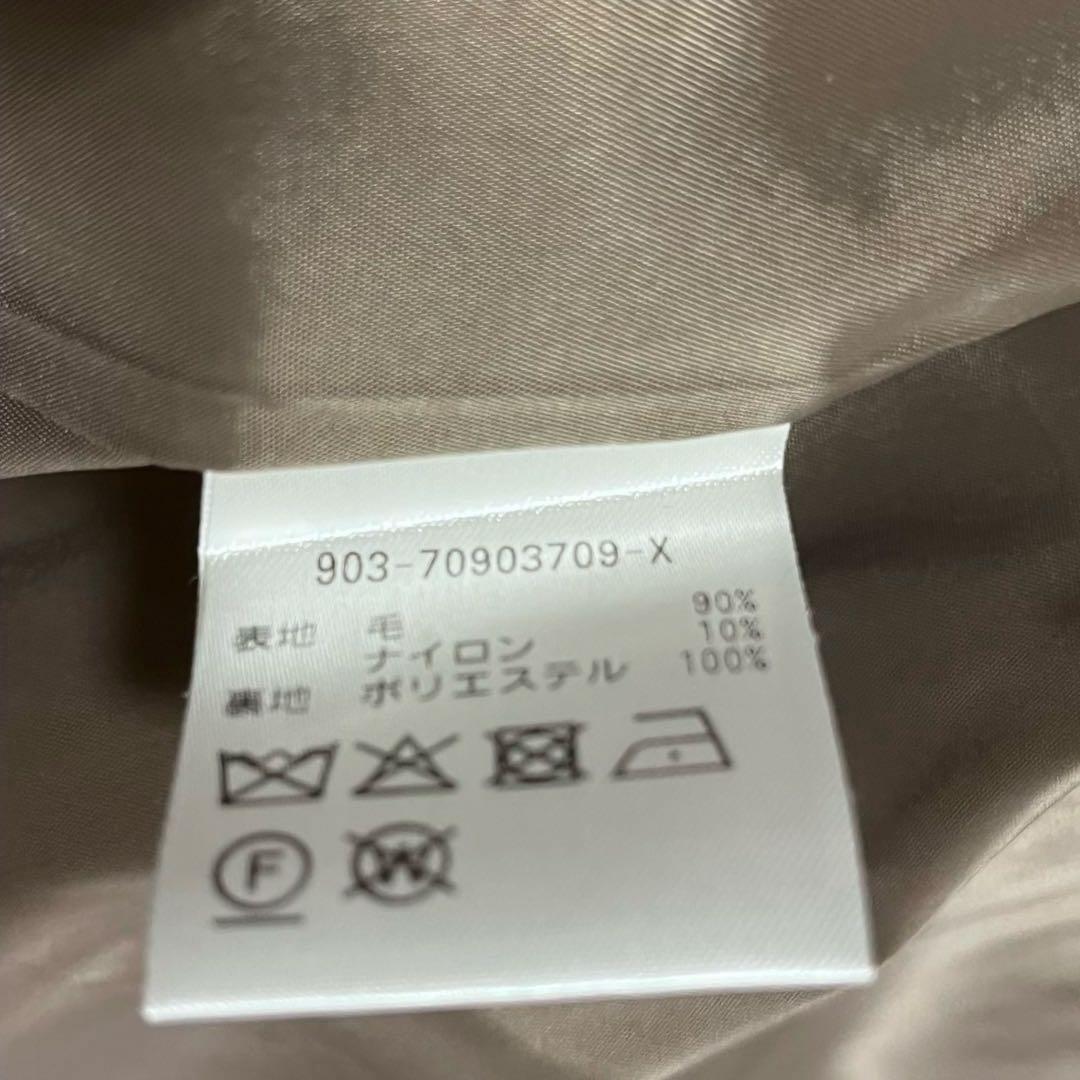 903-70903709-X
表地 毛 90%
ナイロン 10%
裏地 ポリエステル 100%
F
W